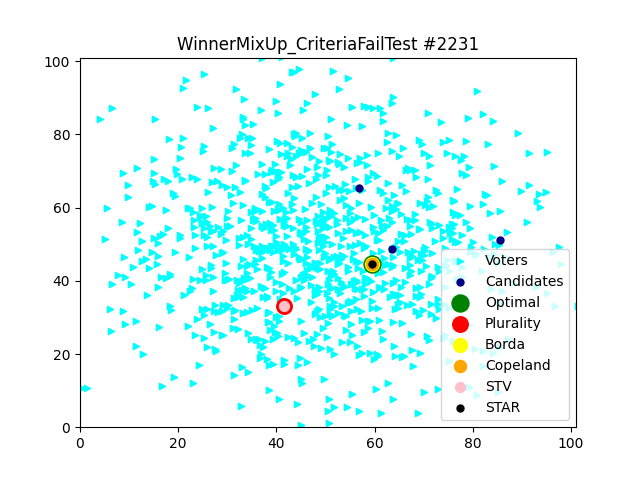 WinnerMixUp_CriteriaFailTest #2231
100
80
60
40
20
0
0 20 40 60 80 100
Voters
Candidates
Optimal
Plurality
Borda
Copeland
STV
STAR